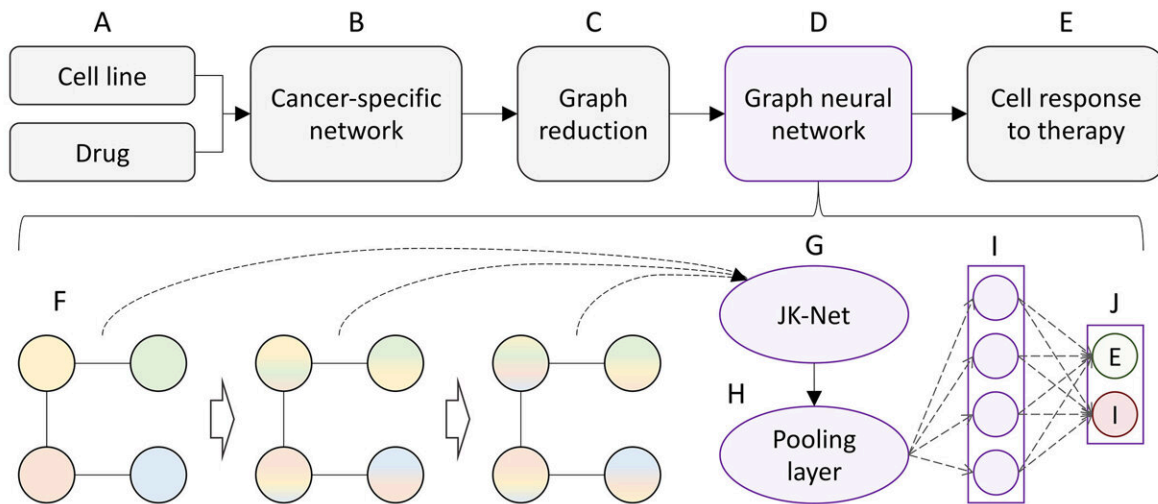 A
B
C
D
E
Cell line
Drug
Cancer-specific
network
Graph
reduction
Graph neural
network
Cell response
to therapy
F
G
JK-Net
H
Pooling
layer
I
J
E
I